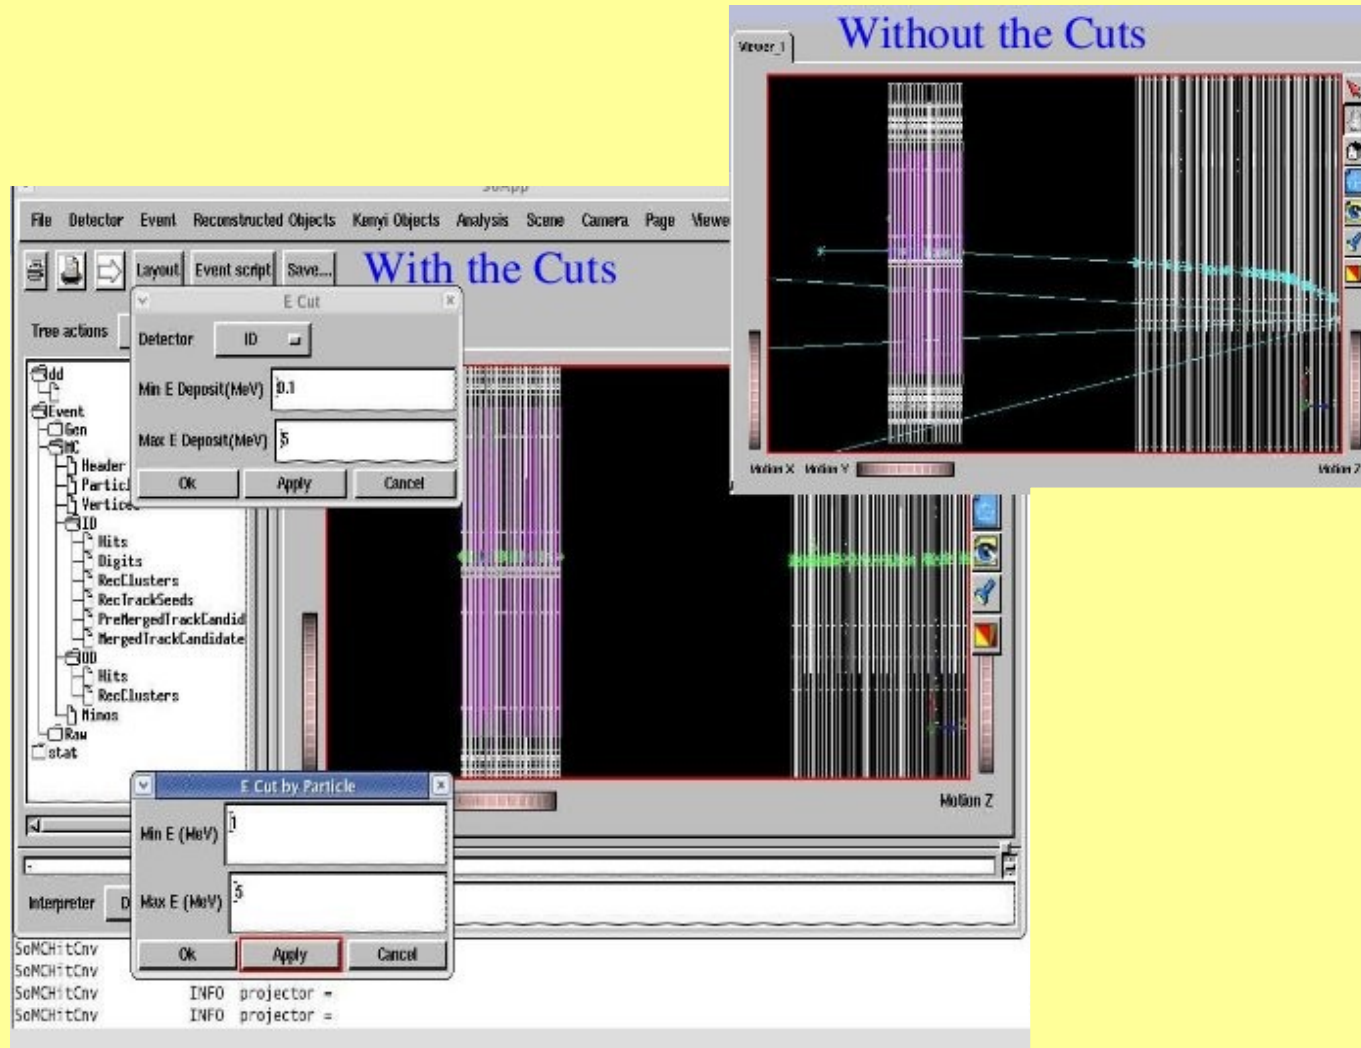 Without the Cuts
Viewer_1
Motion X Motion Y
Motion Z
SoApp
File Detector Event Reconstructed Objects Kenyi Objects Analysis Scene Camera Page Viewe
Layout Event script Save...
With the Cuts
Tree actions
E Cut
Detector ID
Min E Deposit(MeV) 0.1
Max E Deposit(MeV) 5
Ok Apply Cancel
dd
Event
Gen
MC
Header
Particl
Vertices
ID
Hits
Digits
RecClusters
RecTrackSeeds
PreMergedTrackCandid
MergedTrackCandidate
OD
Hits
RecClusters
Minos
Raw
stat
Motion Z
E Cut by Particle
Min E (MeV) 1
Max E (MeV) 5
Ok Apply Cancel
Interpreter D
SoMCHitCnv
SoMCHitCnv
SoMCHitCnv INFO projector =
SoMCHitCnv INFO projector =